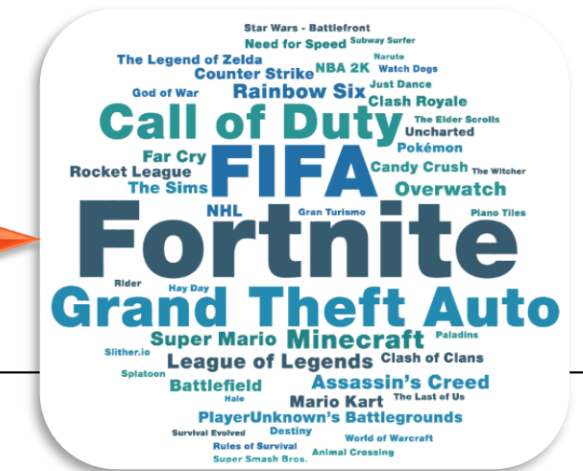 Star Wars - Battlefront
Need for Speed Subway Surfer
The Legend of Zelda Narute
Counter Strike NBA 2K Watch Dogs
God of War Rainbow Six Just Dance
Clash Royale
Call of Duty The Elder Scrolls
Uncharted
Pokémon
Far Cry FIFA Candy Crush The Witcher
Rocket League
The Sims Overwatch
NHL Gran Turismo Piano Tiles
Fortnite
Rider Hay Day
Grand Theft Auto
Super Mario Minecraft Paladins
Slither.io League of Legends Clash of Clans
Splatoon Battlefield Assassin's Creed
Hale Mario Kart The Last of Us
PlayerUnknown's Battlegrounds
Survival Evolved Destiny World of Warcraft
Rules of Survival Animal Crossing
Super Smash Bros.